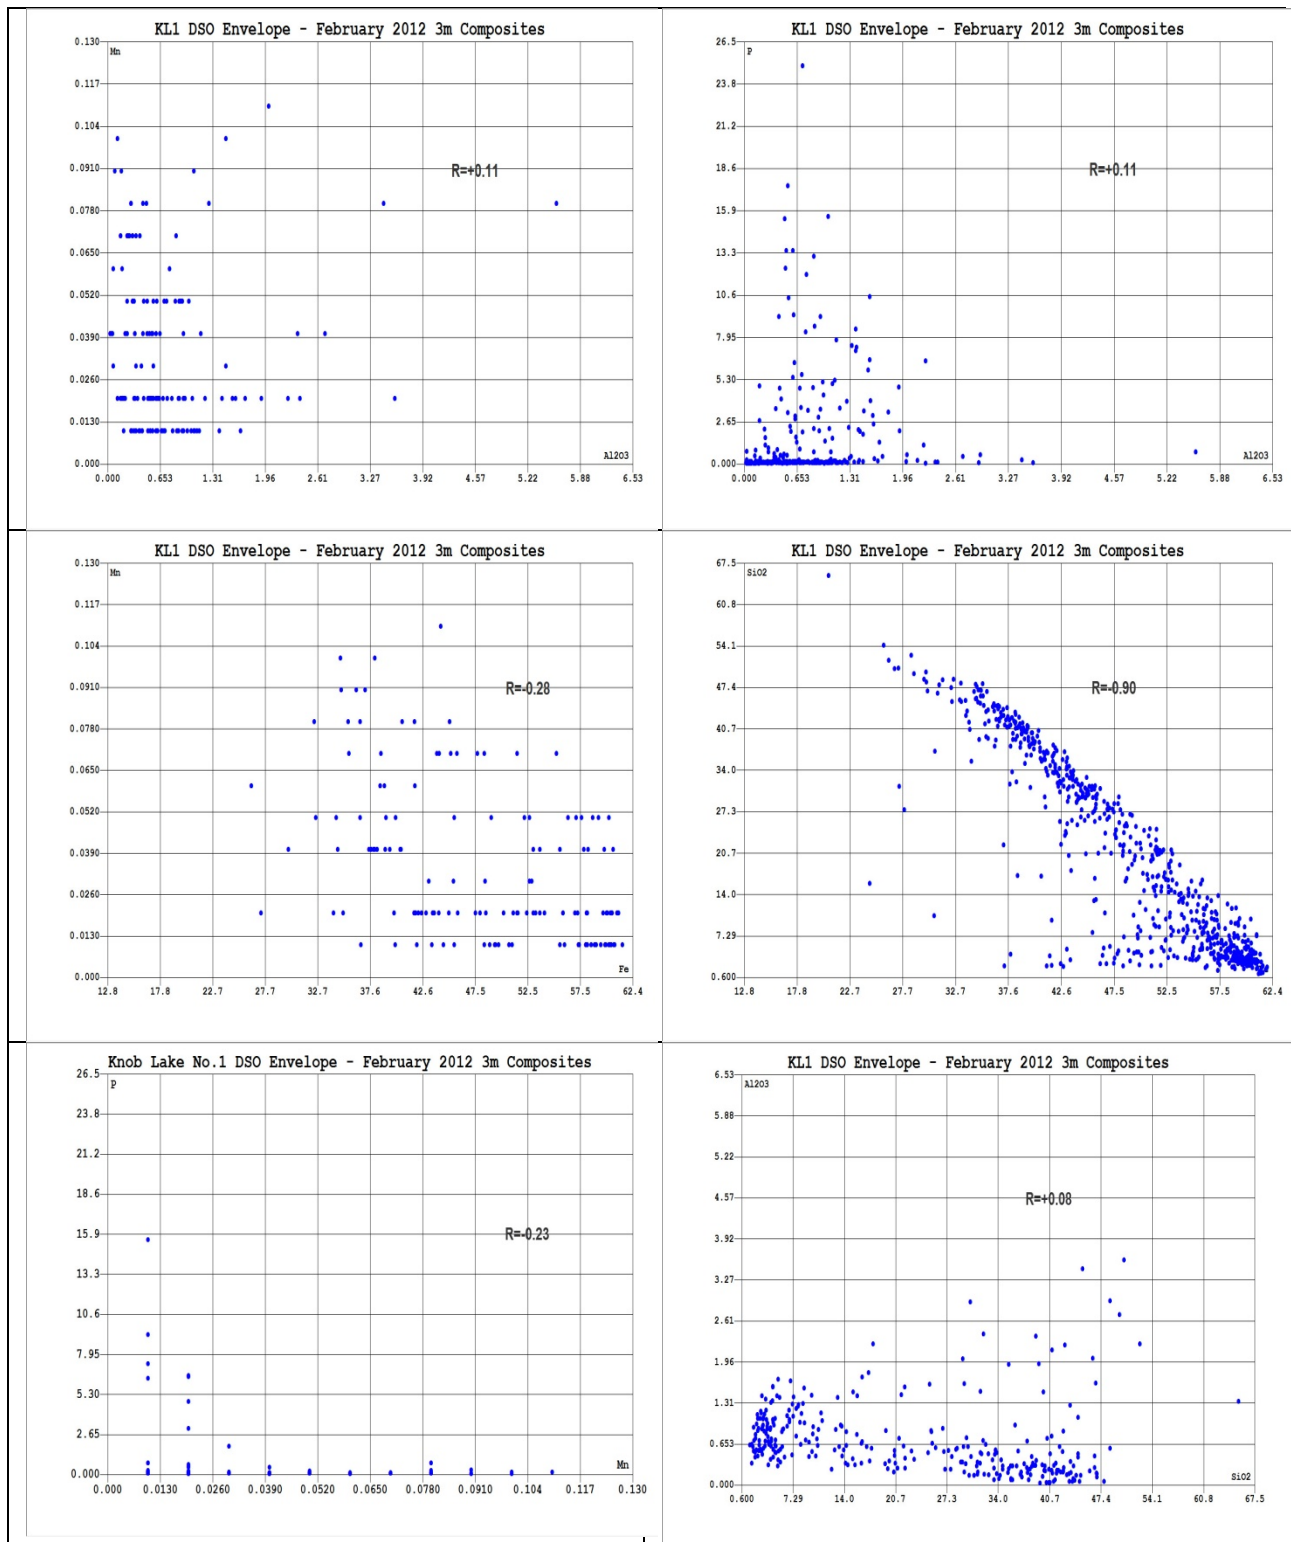 KL1 DSO Envelope - February 2012 3m Composites
0.130
Mn
0.117
0.104
0.0910
R=+0.11
0.0780
0.0650
0.0520
0.0390
0.0260
0.0130
Al2O3
0.000
0.000 0.653 1.31 1.96 2.61 3.27 3.92 4.57 5.22 5.88 6.53
KL1 DSO Envelope - February 2012 3m Composites
26.5
P
23.8
21.2
18.6
R=+0.11
15.9
13.3
10.6
7.95
5.30
2.65
Al2O3
0.000
0.000 0.653 1.31 1.96 2.61 3.27 3.92 4.57 5.22 5.88 6.53
KL1 DSO Envelope - February 2012 3m Composites
0.130
Mn
0.117
0.104
0.0910
R=-0.28
0.0780
0.0650
0.0520
0.0390
0.0260
0.0130
Fe
0.000
12.8 17.8 22.7 27.7 32.7 37.6 42.6 47.5 52.5 57.5 62.4
KL1 DSO Envelope - February 2012 3m Composites
67.5
SiO2
60.8
54.1
47.4
R=-0.90
40.7
34.0
27.3
20.7
14.0
7.29
0.600
12.8 17.8 22.7 27.7 32.7 37.6 42.6 47.5 52.5 57.5 62.4
Knob Lake No.1 DSO Envelope - February 2012 3m Composites
26.5
P
23.8
21.2
18.6
15.9
R=-0.23
13.3
10.6
7.95
5.30
2.65
Mn
0.000
0.000 0.0130 0.0260 0.0390 0.0520 0.0650 0.0780 0.0910 0.104 0.117 0.130
KL1 DSO Envelope - February 2012 3m Composites
6.53
Al2O3
5.88
5.22
4.57
R=+0.08
3.92
3.27
2.61
1.96
1.31
0.653
SiO2
0.000
0.600 7.29 14.0 20.7 27.3 34.0 40.7 47.4 54.1 60.8 67.5